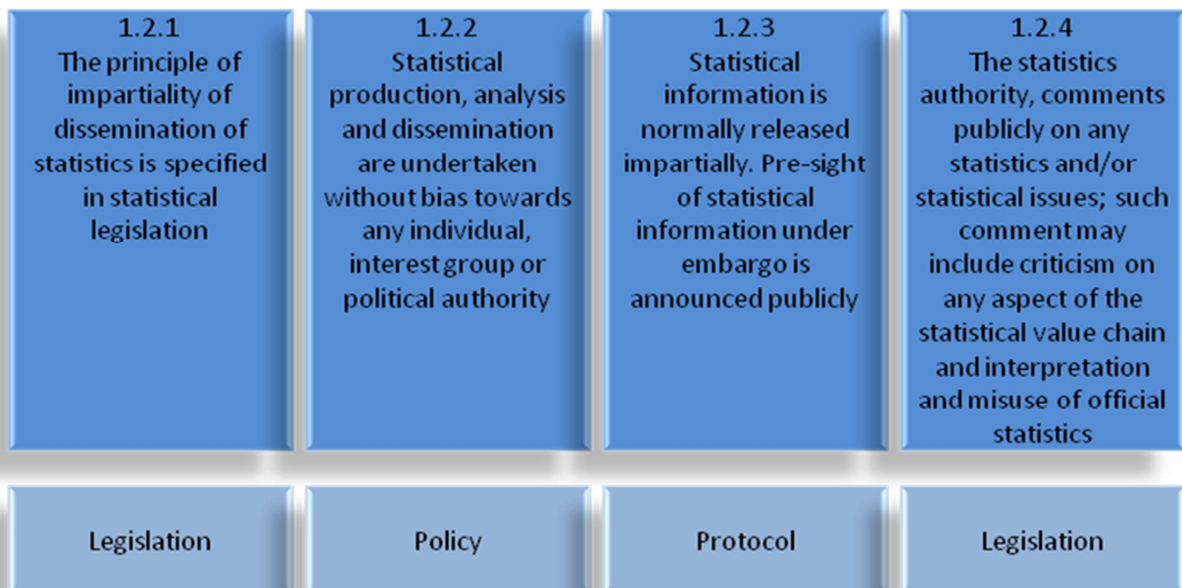 1.2.1
The principle of
impartiality of
dissemination of
statistics is specified
in statistical
legislation
1.2.2
Statistical
production, analysis
and dissemination
are undertaken
without bias towards
any individual,
interest group or
political authority
1.2.3
Statistical
information is
normally released
impartially. Pre-sight
of statistical
information under
embargo is
announced publicly
1.2.4
The statistics
authority, comments
publicly on any
statistics and/or
statistical issues; such
comment may
include criticism on
any aspect of the
statistical value chain
and interpretation
and misuse of official
statistics
Legislation
Policy
Protocol
Legislation